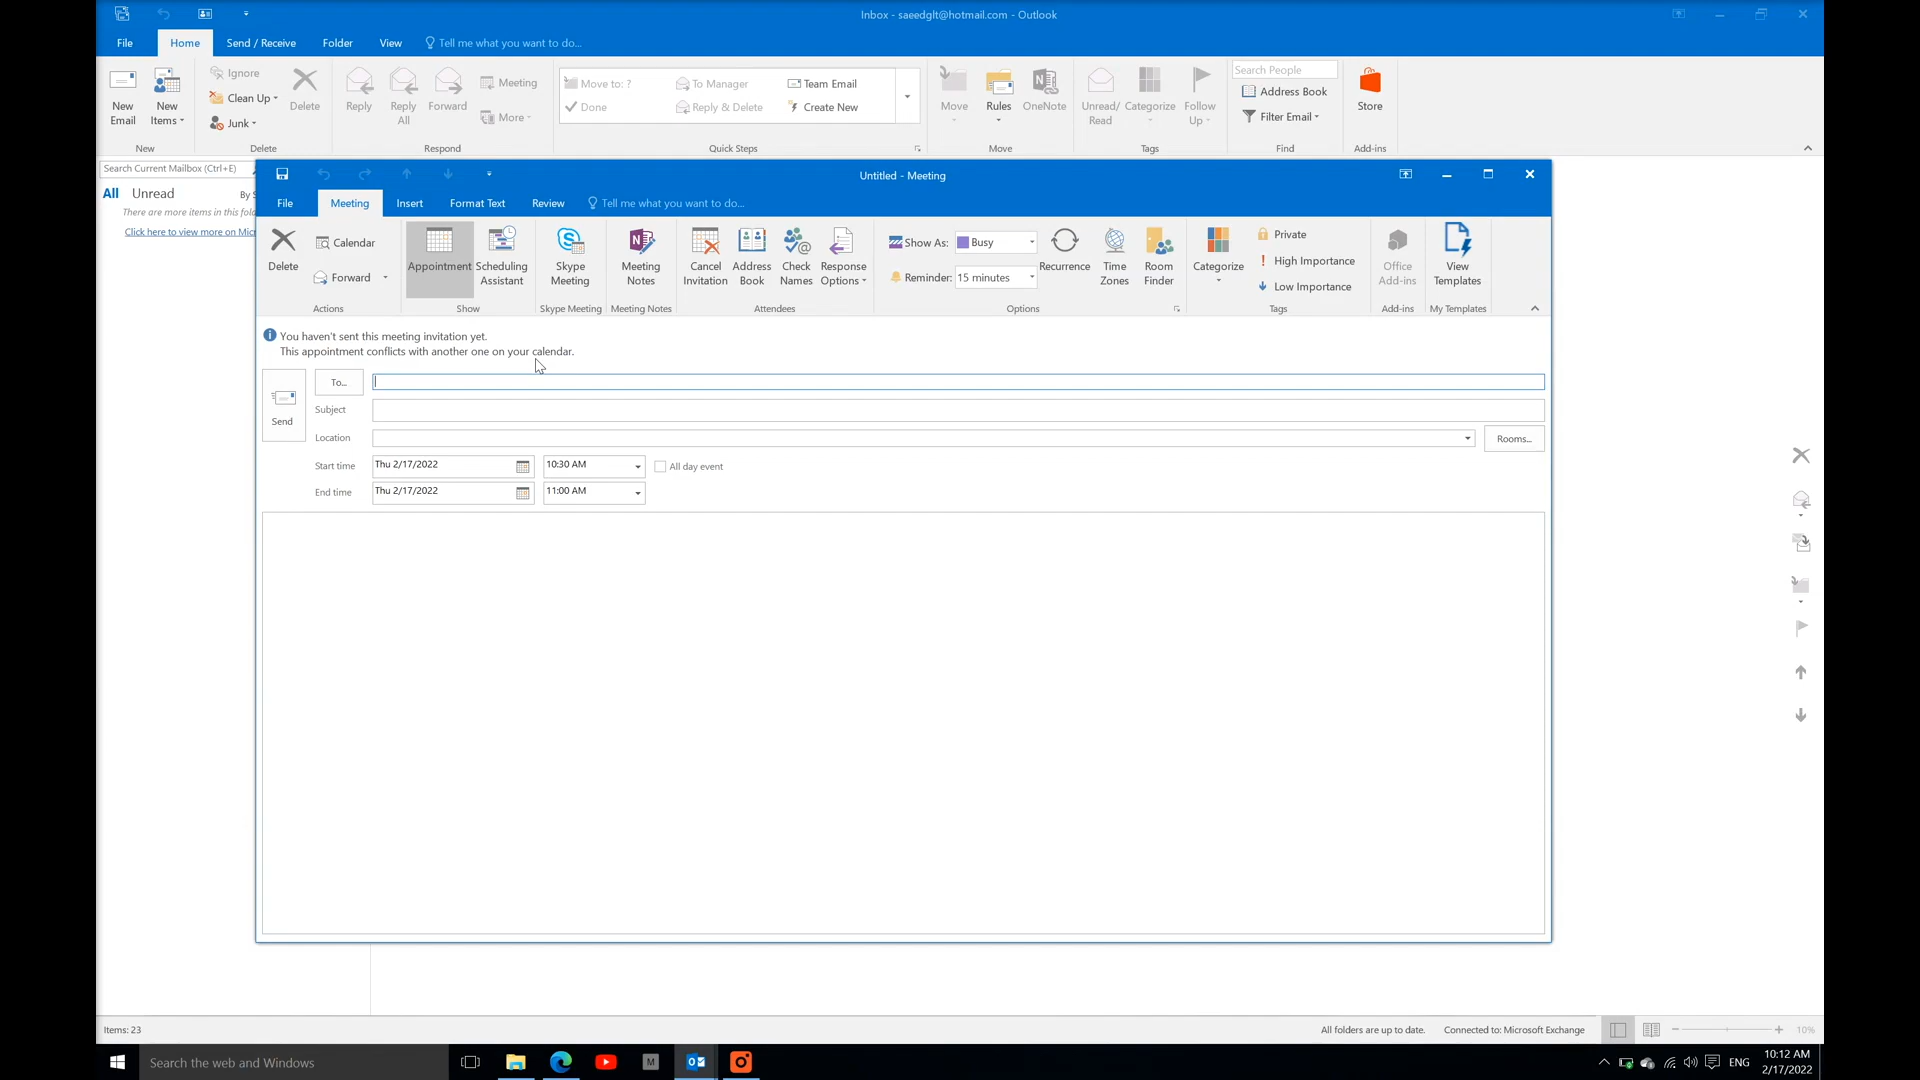 Inbox - saeedglt@hotmail.com - Outlook
File
Home
Send / Receive
Folder
View
Tell me what you want to do...
New Email
New Items
Ignore
Clean Up
Junk
Delete
Reply
Reply All
Forward
Meeting
More
Move to: ?
Done
To Manager
Reply & Delete
Team Email
Create New
Move
Rules
OneNote
Unread/ Read
Categorize
Follow Up
Search People
Address Book
Filter Email
Store
New
Delete
Respond
Quick Steps
Move
Tags
Find
Add-ins
Search Current Mailbox (Ctrl+E)
All
Unread
By S
There are more items in this fold
Click here to view more on Micr
Untitled - Meeting
File
Meeting
Insert
Format Text
Review
Tell me what you want to do...
Delete
Calendar
Forward
Appointment
Scheduling Assistant
Skype Meeting
Meeting Notes
Cancel Invitation
Address Book
Check Names
Response Options
Show As:
Busy
Reminder:
15 minutes
Recurrence
Time Zones
Room Finder
Categorize
Private
High Importance
Low Importance
Office Add-ins
View Templates
Actions
Show
Skype Meeting
Meeting Notes
Attendees
Options
Tags
Add-ins
My Templates
You haven't sent this meeting invitation yet.
This appointment conflicts with another one on your calendar.
Send
To...
Subject
Location
Rooms...
Start time
Thu 2/17/2022
10:30 AM
All day event
End time
Thu 2/17/2022
11:00 AM
Items: 23
All folders are up to date.
Connected to: Microsoft Exchange
10%
Search the web and Windows
M
ENG
10:12 AM
2/17/2022